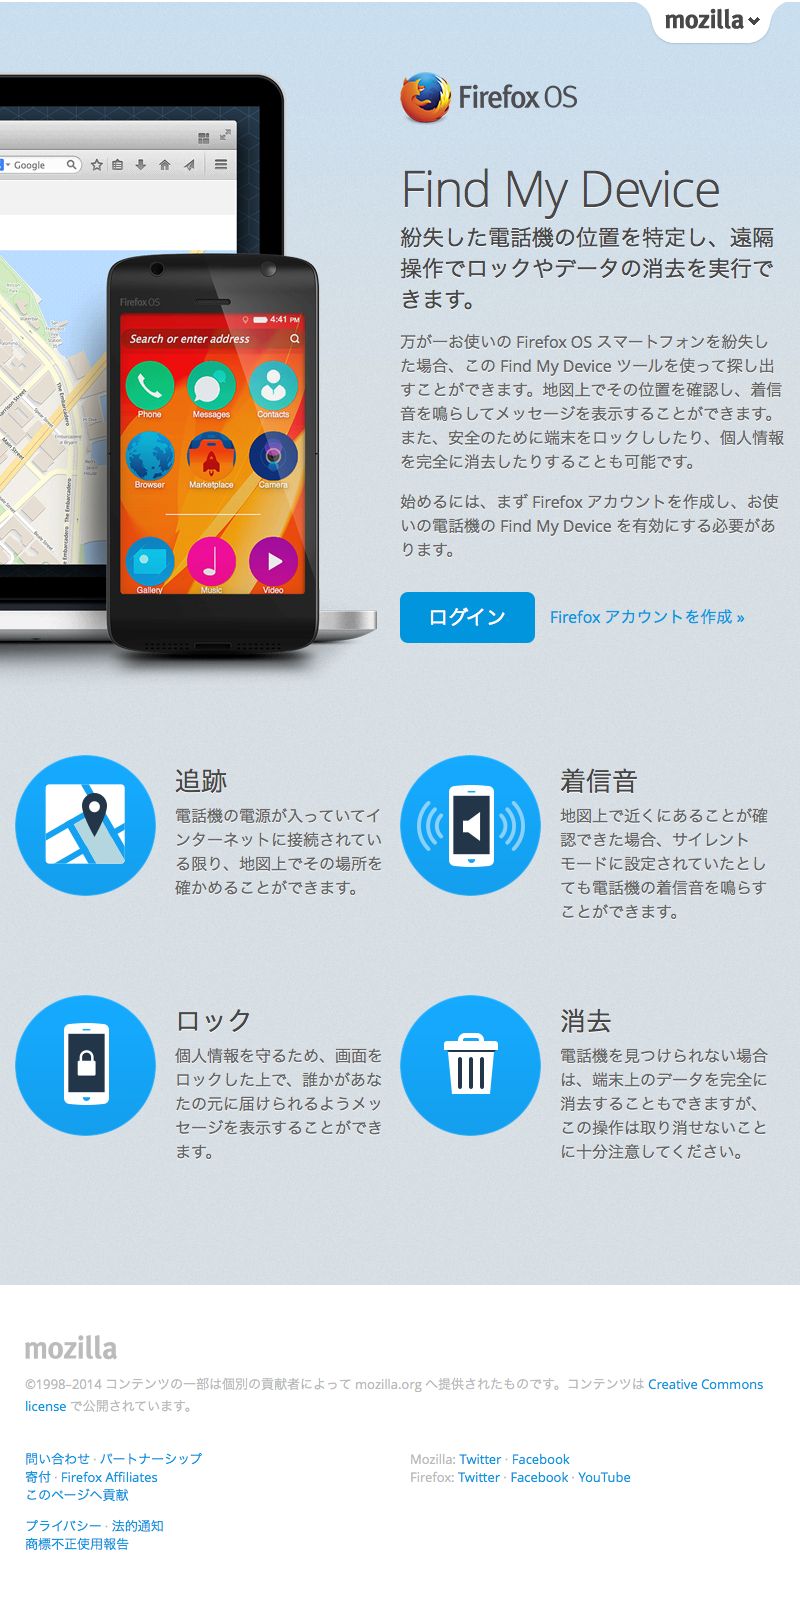 mozilla
Firefox OS
Find My Device
紛失した電話機の位置を特定し、遠隔
操作でロックやデータの消去を実行で
きます。
万が一お使いの Firefox OS スマートフォンを紛失し
た場合、この Find My Device ツールを使って探し出
すことができます。地図上でその位置を確認し、着信
音を鳴らしてメッセージを表示することができます。
また、安全のために端末をロックししたり、個人情報
を完全に消去したりすることも可能です。
始めるには、まず Firefox アカウントを作成し、お使
いの電話機の Find My Device を有効にする必要があ
ります。
ログイン
Firefox アカウントを作成 »
Google
Firefox OS
4:41 PM
Search or enter address
Phone Messages Contacts
Browser Marketplace Camera
Gallery Music Video
Main Street
The Embarcadero
The Embarcadero
追跡
電話機の電源が入っていてイ
ンターネットに接続されてい
る限り、地図上でその場所を
確かめることができます。
着信音
地図上で近くにあることが確
認できた場合、サイレント
モードに設定されていたとし
ても電話機の着信音を鳴らす
ことができます。
ロック
個人情報を守るため、画面を
ロックした上で、誰かがあな
たの元に届けられるようメッ
セージを表示することができ
ます。
消去
電話機を見つけられない場合
は、端末上のデータを完全に
消去することもできますが、
この操作は取り消せないこと
に十分注意してください。
mozilla
©1998–2014 コンテンツの一部は個別の貢献者によって mozilla.org へ提供されたものです。コンテンツは Creative Commons
license で公開されています。
問い合わせ · パートナーシップ
寄付 · Firefox Affiliates
このページへ貢献
プライバシー · 法的通知
商標不正使用報告
Mozilla: Twitter · Facebook
Firefox: Twitter · Facebook · YouTube